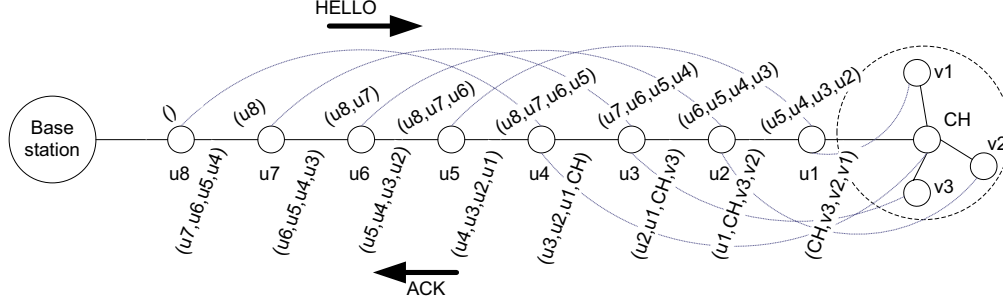 HELLO
()
(u8)
(u8,u7)
(u8,u7,u6)
(u8,u7,u6,u5)
(u7,u6,u5,u4)
(u6,u5,u4,u3)
(u5,u4,u3,u2)
v1
CH
v2
v3
Base
station
u8
u7
u6
u5
u4
u3
u2
u1
(u7,u6,u5,u4)
(u6,u5,u4,u3)
(u5,u4,u3,u2)
(u4,u3,u2,u1)
(u3,u2,u1,CH)
(u2,u1,CH,v3)
(u1,CH,v3,v2)
(CH,v3,v2,v1)
ACK